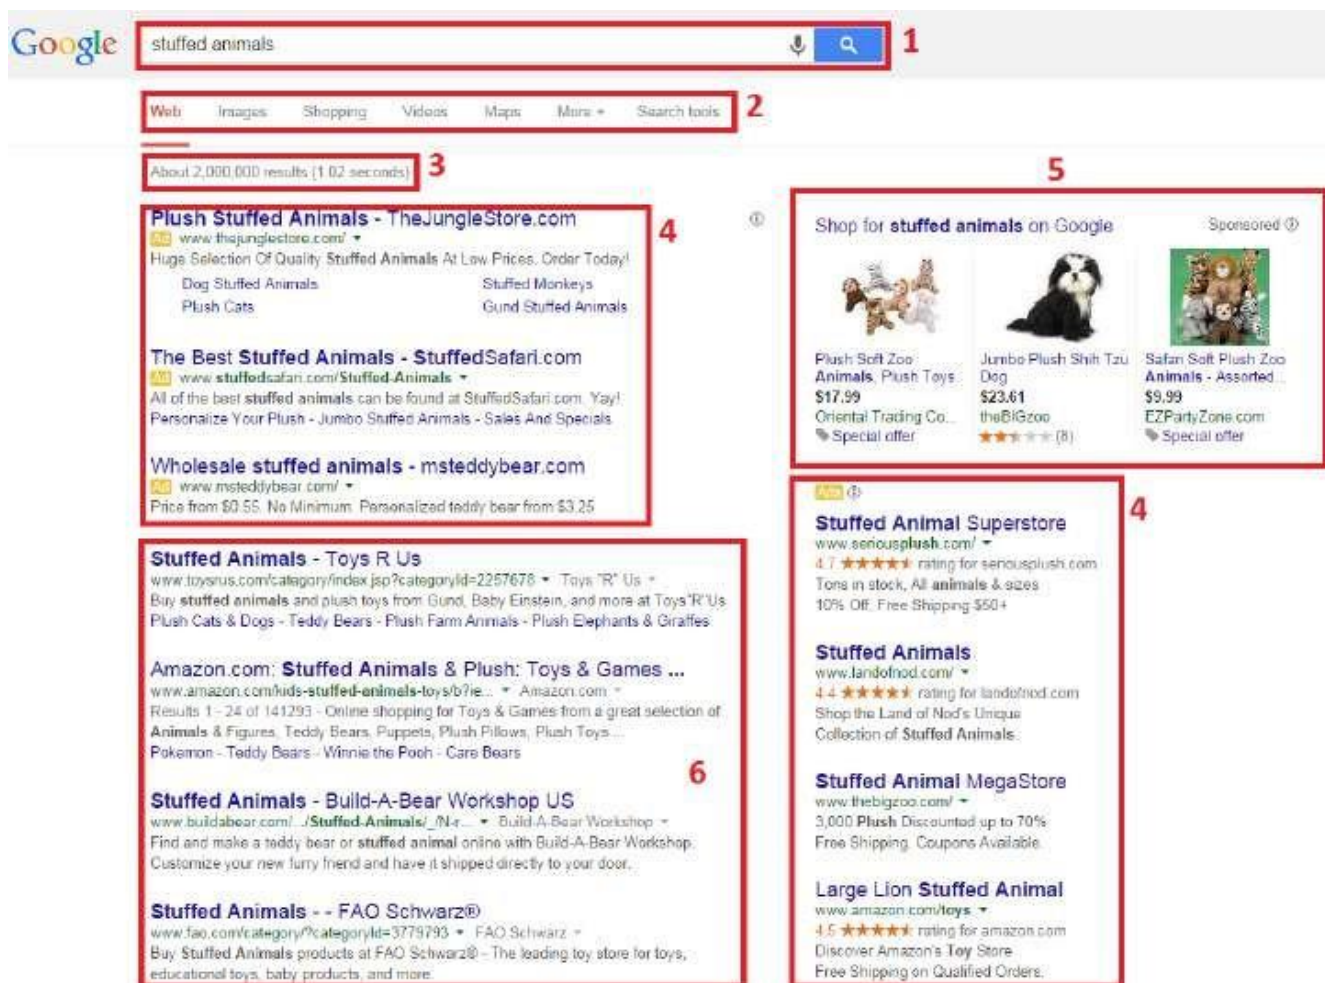 Google
stuffed animals
1
Web Images Shopping Videos Maps More Search tools
2
About 2,000,000 results (1.02 seconds)
3
Plush Stuffed Animals - TheJungleStore.com
Ad www.thejunglestore.com/
Huge Selection Of Quality Stuffed Animals At Low Prices. Order Today!
Dog Stuffed Animals Stuffed Monkeys
Plush Cats Gund Stuffed Animals
The Best Stuffed Animals - StuffedSafari.com
Ad www.stuffedsafari.com/Stuffed-Animals
All of the best stuffed animals can be found at StuffedSafari.com. Yay!
Personalize Your Plush - Jumbo Stuffed Animals - Sales And Specials
Wholesale stuffed animals - msteddybear.com
Ad www.msteddybear.com/
Price from $0.55. No Minimum. Personalized teddy bear from $3.25
4
5
Shop for stuffed animals on Google Sponsored
Plush Soft Zoo
Animals, Plush Toys
$17.99
Oriental Trading Co...
Special offer
Jumbo Plush Shih Tzu
Dog
$23.61
theBIGzoo
(8)
Safari Soft Plush Zoo
Animals - Assorted...
$9.99
EZPartyZone.com
Special offer
Stuffed Animals - Toys R Us
www.toysrus.com/category/index.jsp?categoryId=2257678 Toys "R" Us
Buy stuffed animals and plush toys from Gund, Baby Einstein, and more at Toys"R"Us
Plush Cats & Dogs - Teddy Bears - Plush Farm Animals - Plush Elephants & Giraffes
Amazon.com: Stuffed Animals & Plush: Toys & Games ...
www.amazon.com/kids-stuffed-animals-toys/b?ie... Amazon.com
Results 1 - 24 of 141293 - Online shopping for Toys & Games from a great selection of
Animals & Figures, Teddy Bears, Puppets, Plush Pillows, Plush Toys ...
Pokemon - Teddy Bears - Winnie the Pooh - Care Bears
6
Stuffed Animals - Build-A-Bear Workshop US
www.buildabear.com/.../Stuffed-Animals/_/N-r... Build-A-Bear Workshop
Find and make a teddy bear or stuffed animal online with Build-A-Bear Workshop.
Customize your new furry friend and have it shipped directly to your door.
Stuffed Animals - - FAO Schwarz®
www.fao.com/category/?categoryId=3779793 FAO Schwarz
Buy Stuffed Animals products at FAO Schwarz® - The leading toy store for toys,
educational toys, baby products, and more.
Ads
4
Stuffed Animal Superstore
www.seriousplush.com/
4.7 rating for seriousplush.com
Tons in stock, All animals & sizes
10% Off, Free Shipping $50+
Stuffed Animals
www.landofnod.com/
4.4 rating for landofnod.com
Shop the Land of Nod's Unique
Collection of Stuffed Animals.
Stuffed Animal MegaStore
www.thebigzoo.com/
3,000 Plush Discounted up to 70%
Free Shipping. Coupons Available.
Large Lion Stuffed Animal
www.amazon.com/toys
4.5 rating for amazon.com
Discover Amazon's Toy Store
Free Shipping on Qualified Orders.